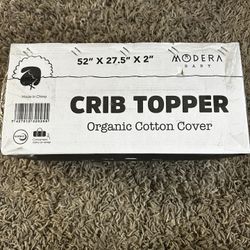 52" X 27.5" X 2"
MODERA
BABY
Made in China
CRIB TOPPER
Organic Cotton Cover